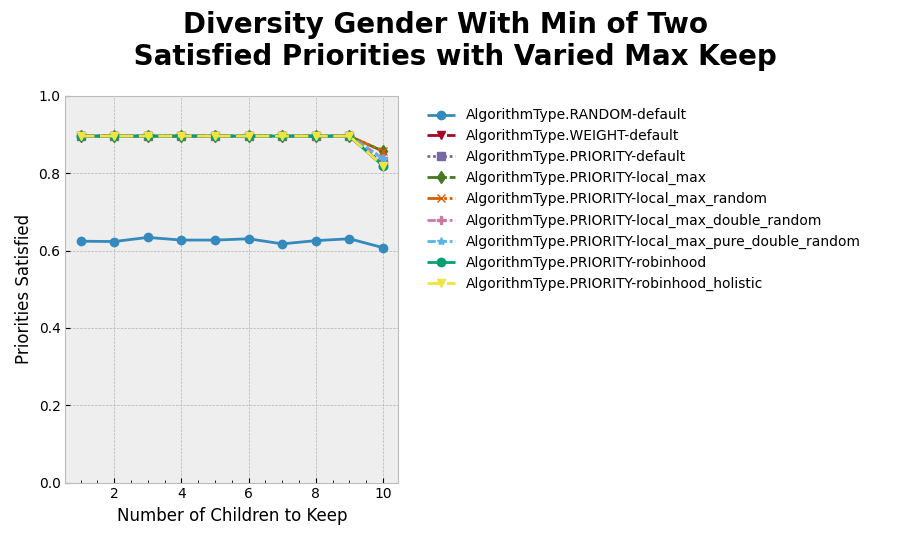 Diversity Gender With Min of Two
Satisfied Priorities with Varied Max Keep
1.0
0.8
0.6
0.4
0.2
0.0
Priorities Satisfied
2 4 6 8 10
Number of Children to Keep
AlgorithmType.RANDOM-default
AlgorithmType.WEIGHT-default
AlgorithmType.PRIORITY-default
AlgorithmType.PRIORITY-local_max
AlgorithmType.PRIORITY-local_max_random
AlgorithmType.PRIORITY-local_max_double_random
AlgorithmType.PRIORITY-local_max_pure_double_random
AlgorithmType.PRIORITY-robinhood
AlgorithmType.PRIORITY-robinhood_holistic